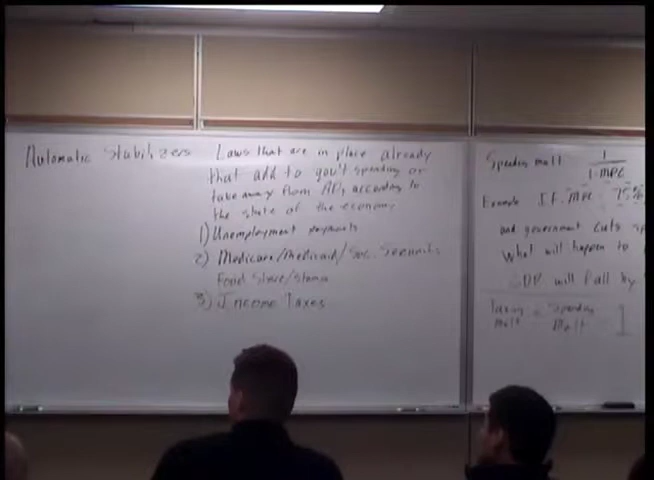 Automatic Stabilizers
Laws that are in place already
that add to gov't spending or
take away from AD, according to
the state of the economy
1) Unemployment payments
2) Medicare/Medicaid/Soc. Security
Food
3) Income Taxes
Spending mult 1
1-MPC
Example If MPC 75%
and government cuts
What will happen to
GDP will fall by
Taxing = Spending
mult Mult